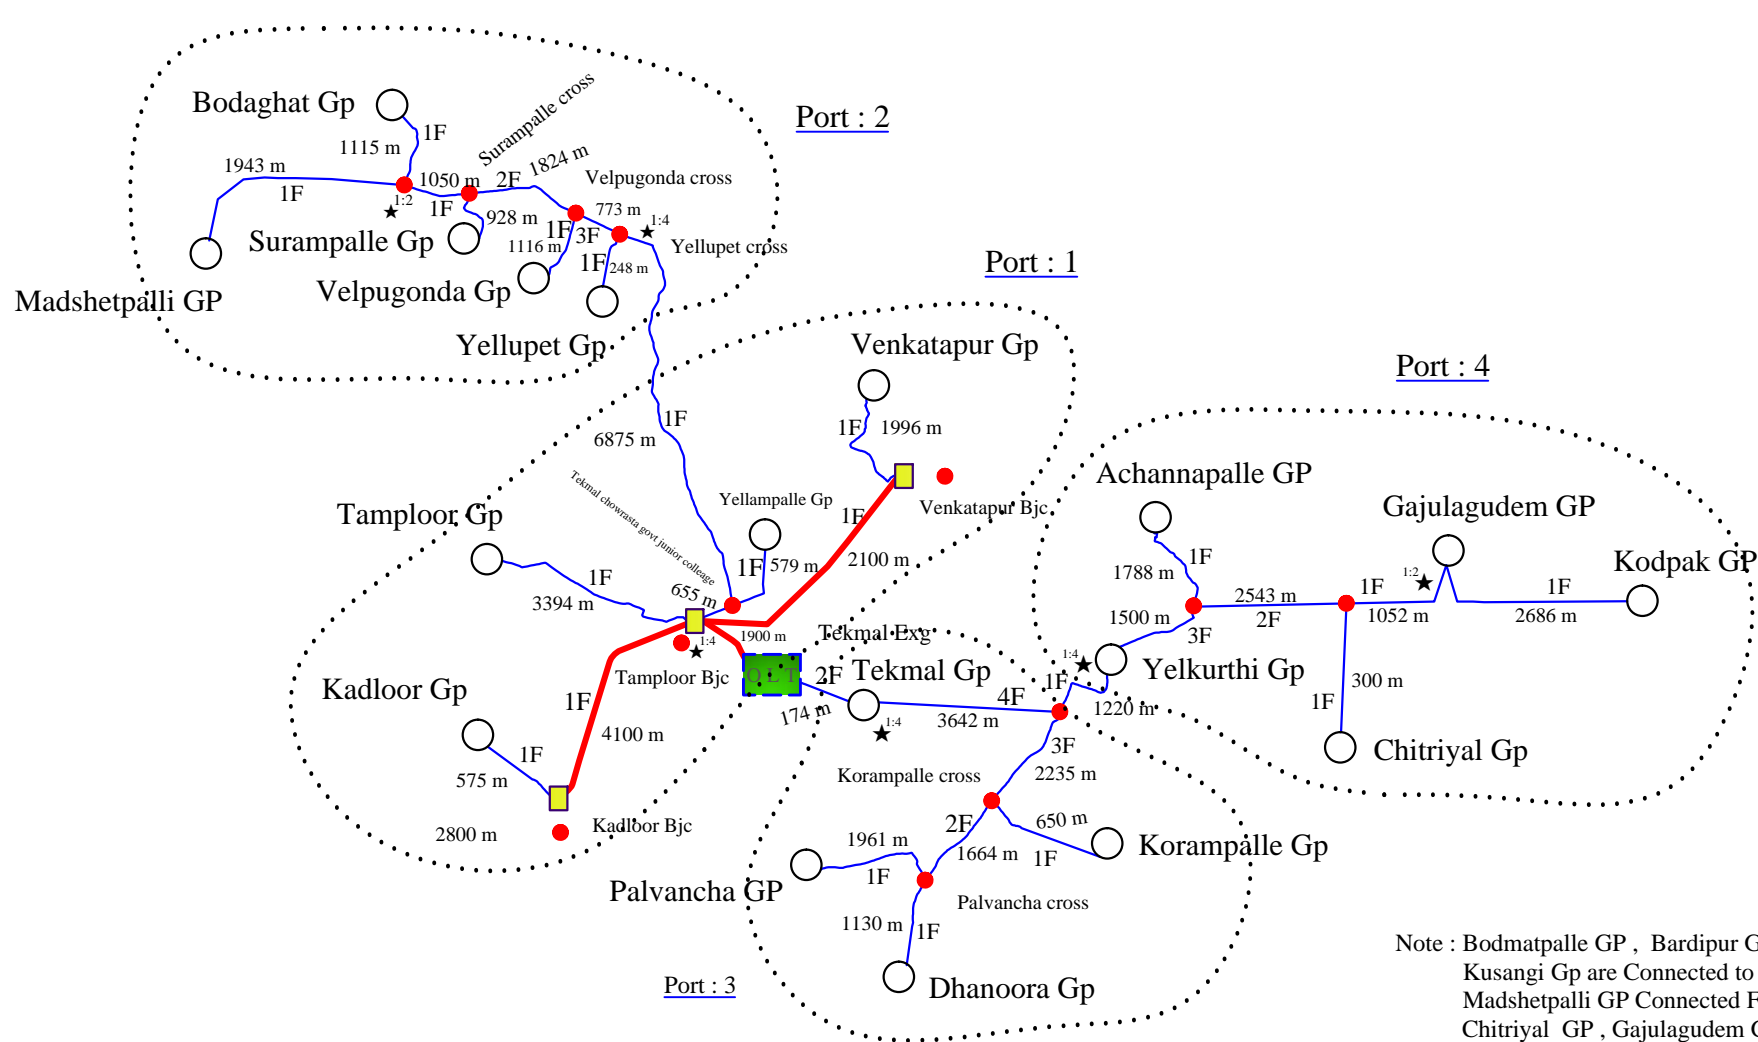 Bodaghat Gp
1F
1115 m
1943 m
1F
Surampalle cross
1824 m
1050 m
2F
1:2
1F
928 m
Surampalle Gp
Madshetpalli GP
Velpugonda cross
773 m
1:4
1F
3F
1116 m
Yellupet cross
1F
248 m
Velpugonda Gp
Yellupet Gp
Port : 2
Port : 1
Venkatapur Gp
1F
1996 m
1F
6875 m
Tekmal chowrasta govt junior colleage
Yellampalle Gp
Venkatapur Bjc
1F
2100 m
Tamploor Gp
1F
3394 m
1F
579 m
655 m
1900 m
1:4
Tamploor Bjc
Tekmal Exg
O L T
Kadloor Gp
1F
4100 m
1F
575 m
2800 m
Kadloor Bjc
Port : 4
Achannapalle GP
1F
1788 m
Gajulagudem GP
Kodpak GP
1:2
1F
1052 m
1F
2686 m
2543 m
2F
1500 m
3F
1:4
Yelkurthi Gp
1F
1220 m
300 m
1F
Chitriyal Gp
2F
174 m
Tekmal Gp
1:4
4F
3642 m
3F
2235 m
Korampalle cross
2F
1664 m
650 m
1F
Korampalle Gp
1961 m
1F
Palvancha GP
Palvancha cross
1130 m
1F
Dhanoora Gp
Port : 3
Note : Bodmatpalle GP , Bardipur G
Kusangi Gp are Connected to
Madshetpalli GP Connected F
Chitriyal GP , Gajulagudem G